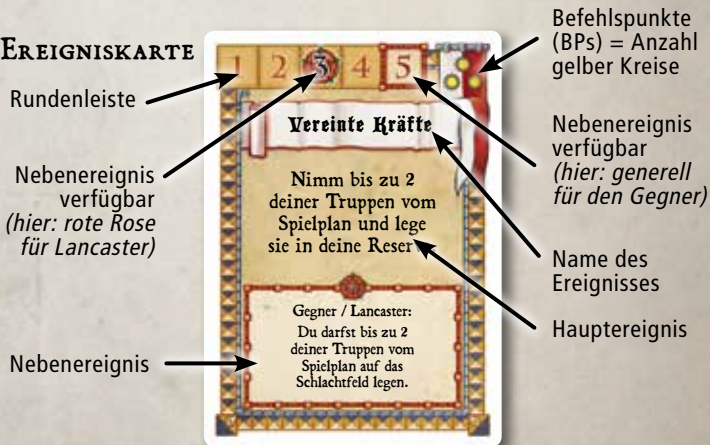 EREIGNISKARTE
Rundenleiste
Nebenereignis
verfügbar
(hier: rote Rose
für Lancaster)
Nebenereignis
1 2 3 4 5
Vereinte Kräfte
Nimm bis zu 2
deiner Truppen vom
Spielplan und lege
sie in deine Reser
Gegner / Lancaster:
Du darfst bis zu 2
deiner Truppen vom
Spielplan auf das
Schlachtfeld legen.
Befehlspunkte
(BPs) = Anzahl
gelber Kreise
Nebenereignis
verfügbar
(hier: generell
für den Gegner)
Name des
Ereignisses
Hauptereignis